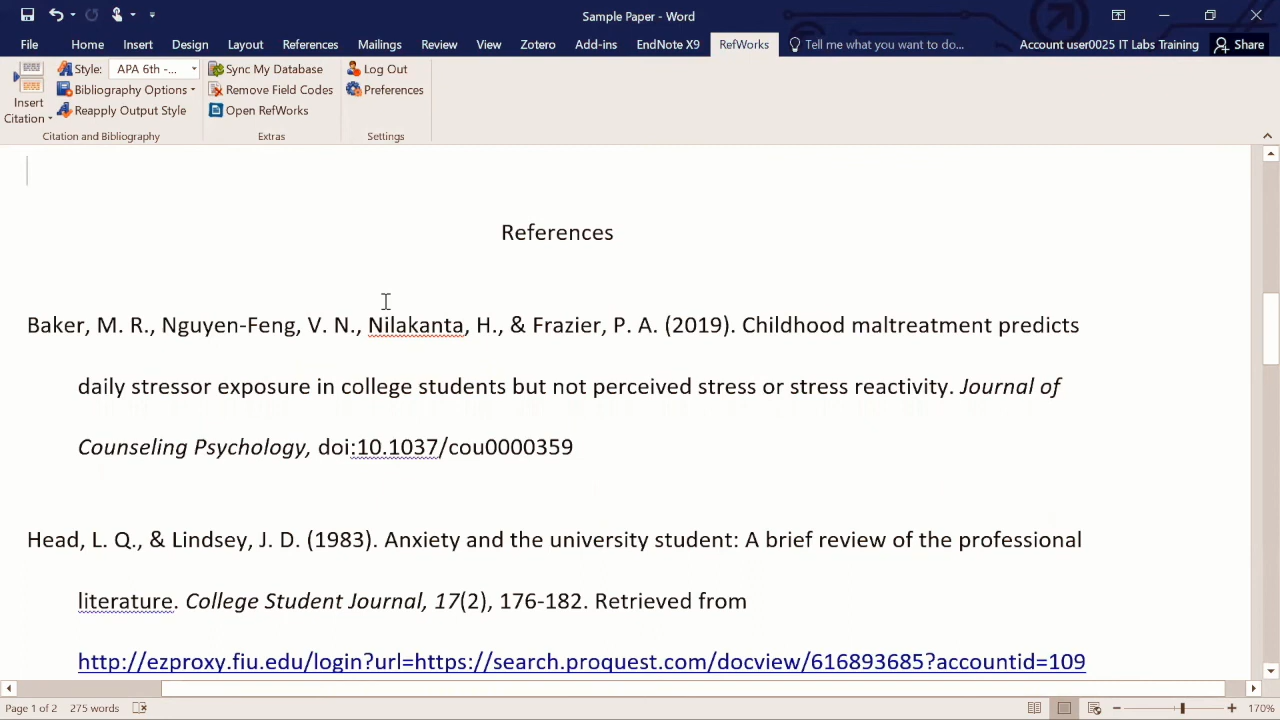 Sample Paper - Word
File Home Insert Design Layout References Mailings Review View Zotero Add-ins EndNote X9 RefWorks Tell me what you want to do... Account user0025 IT Labs Training Share
Insert Citation
Style: APA 6th -...
Bibliography Options
Reapply Output Style
Citation and Bibliography
Sync My Database
Remove Field Codes
Open RefWorks
Extras
Log Out
Preferences
Settings
References
Baker, M. R., Nguyen-Feng, V. N., Nilakanta, H., & Frazier, P. A. (2019). Childhood maltreatment predicts
daily stressor exposure in college students but not perceived stress or stress reactivity. Journal of
Counseling Psychology, doi:10.1037/cou0000359
Head, L. Q., & Lindsey, J. D. (1983). Anxiety and the university student: A brief review of the professional
literature. College Student Journal, 17(2), 176-182. Retrieved from
http://ezproxy.fiu.edu/login?url=https://search.proquest.com/docview/616893685?accountid=109
Page 1 of 2 275 words 170%